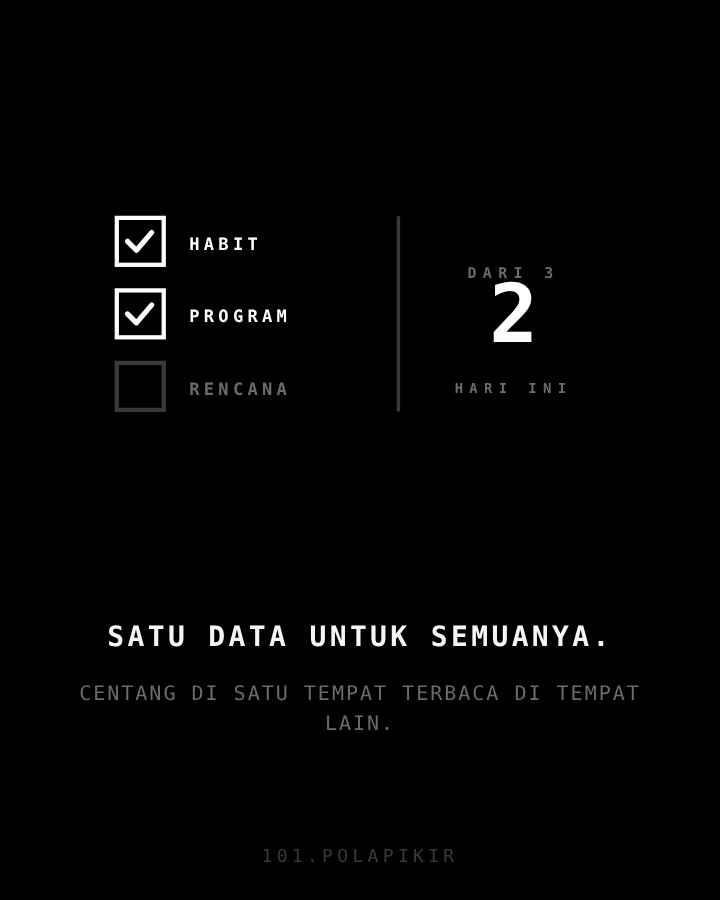 HABIT
PROGRAM
RENCANA
DARI 3
2
HARI INI
SATU DATA UNTUK SEMUANYA.
CENTANG DI SATU TEMPAT TERBACA DI TEMPAT
LAIN.
101.POLAPIKIR